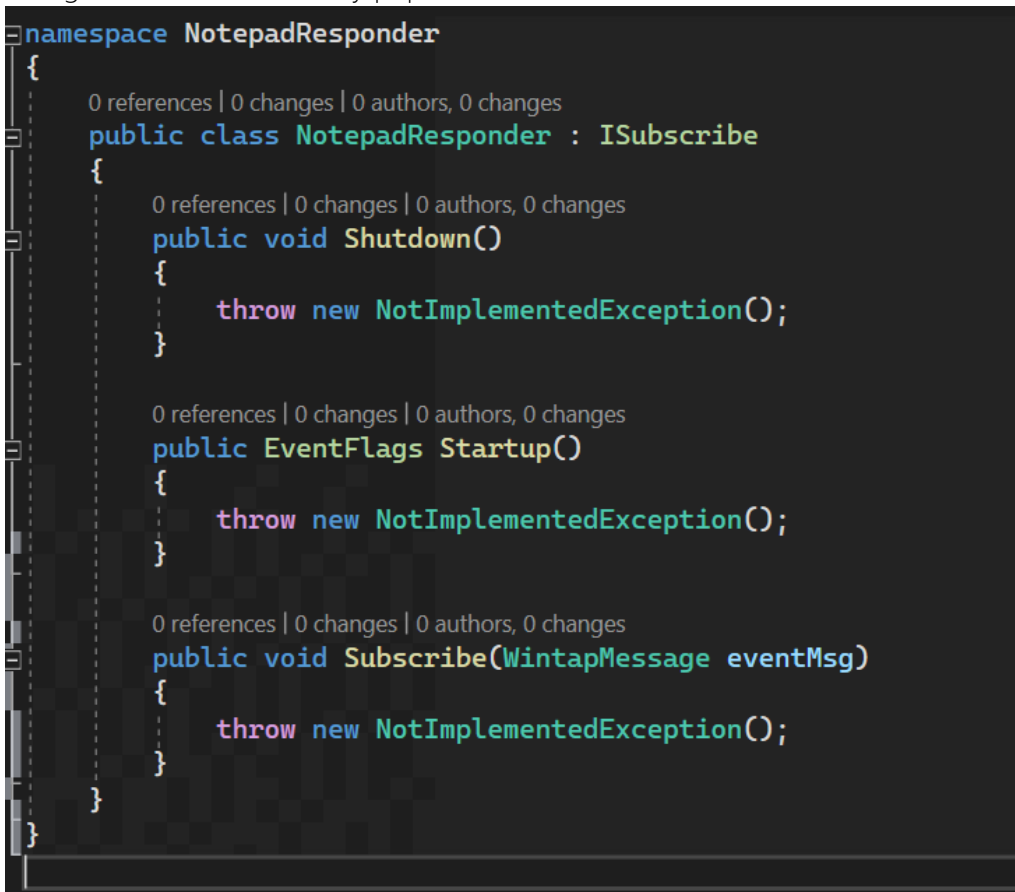 namespace NotepadResponder
{
0 references | 0 changes | 0 authors, 0 changes
public class NotepadResponder : ISubscribe
{
0 references | 0 changes | 0 authors, 0 changes
public void Shutdown()
{
throw new NotImplementedException();
}
0 references | 0 changes | 0 authors, 0 changes
public EventFlags Startup()
{
throw new NotImplementedException();
}
0 references | 0 changes | 0 authors, 0 changes
public void Subscribe(WintapMessage eventMsg)
{
throw new NotImplementedException();
}
}
}